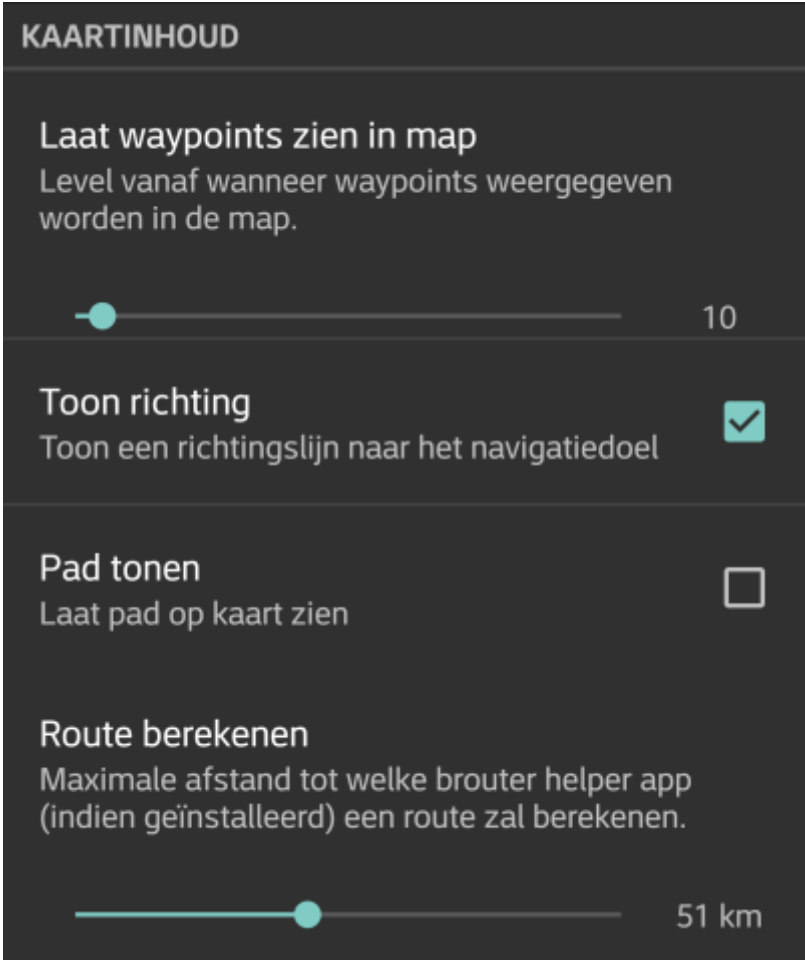 KAARTINHOUD
Laat waypoints zien in map
Level vanaf wanneer waypoints weergegeven
worden in de map.
10
Toon richting
Toon een richtingslijn naar het navigatiedoel
Pad tonen
Laat pad op kaart zien
Route berekenen
Maximale afstand tot welke brouter helper app
(indien geïnstalleerd) een route zal berekenen.
51 km